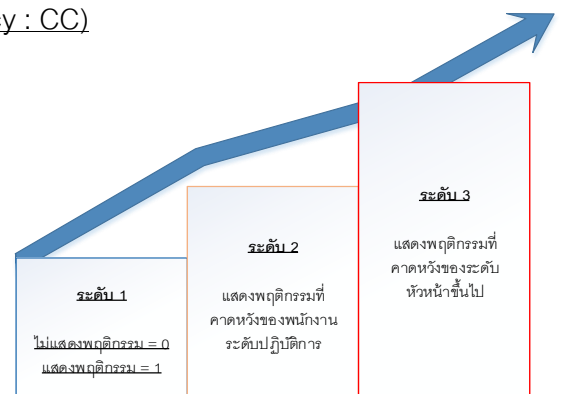 y : CC)
ระดับ 1
ไม่แสดงพฤติกรรม = 0
แสดงพฤติกรรม = 1
ระดับ 2
แสดงพฤติกรรมที่
คาดหวังของพนักงาน
ระดับปฏิบัติการ
ระดับ 3
แสดงพฤติกรรมที่
คาดหวังของระดับ
หัวหน้าขึ้นไป